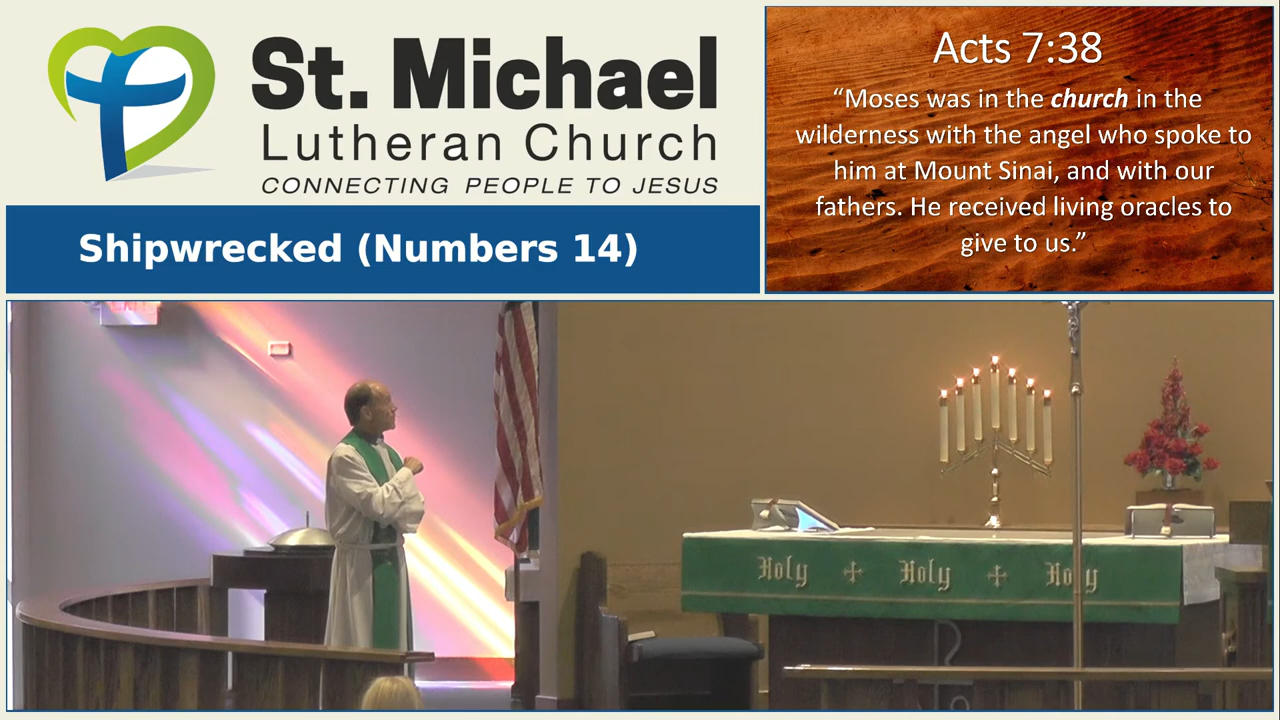 St. Michael
Lutheran Church
CONNECTING PEOPLE TO JESUS
Shipwrecked (Numbers 14)
Acts 7:38
“Moses was in the church in the
wilderness with the angel who spoke to
him at Mount Sinai, and with our
fathers. He received living oracles to
give to us.”
EXIT
Holy Holy Holy